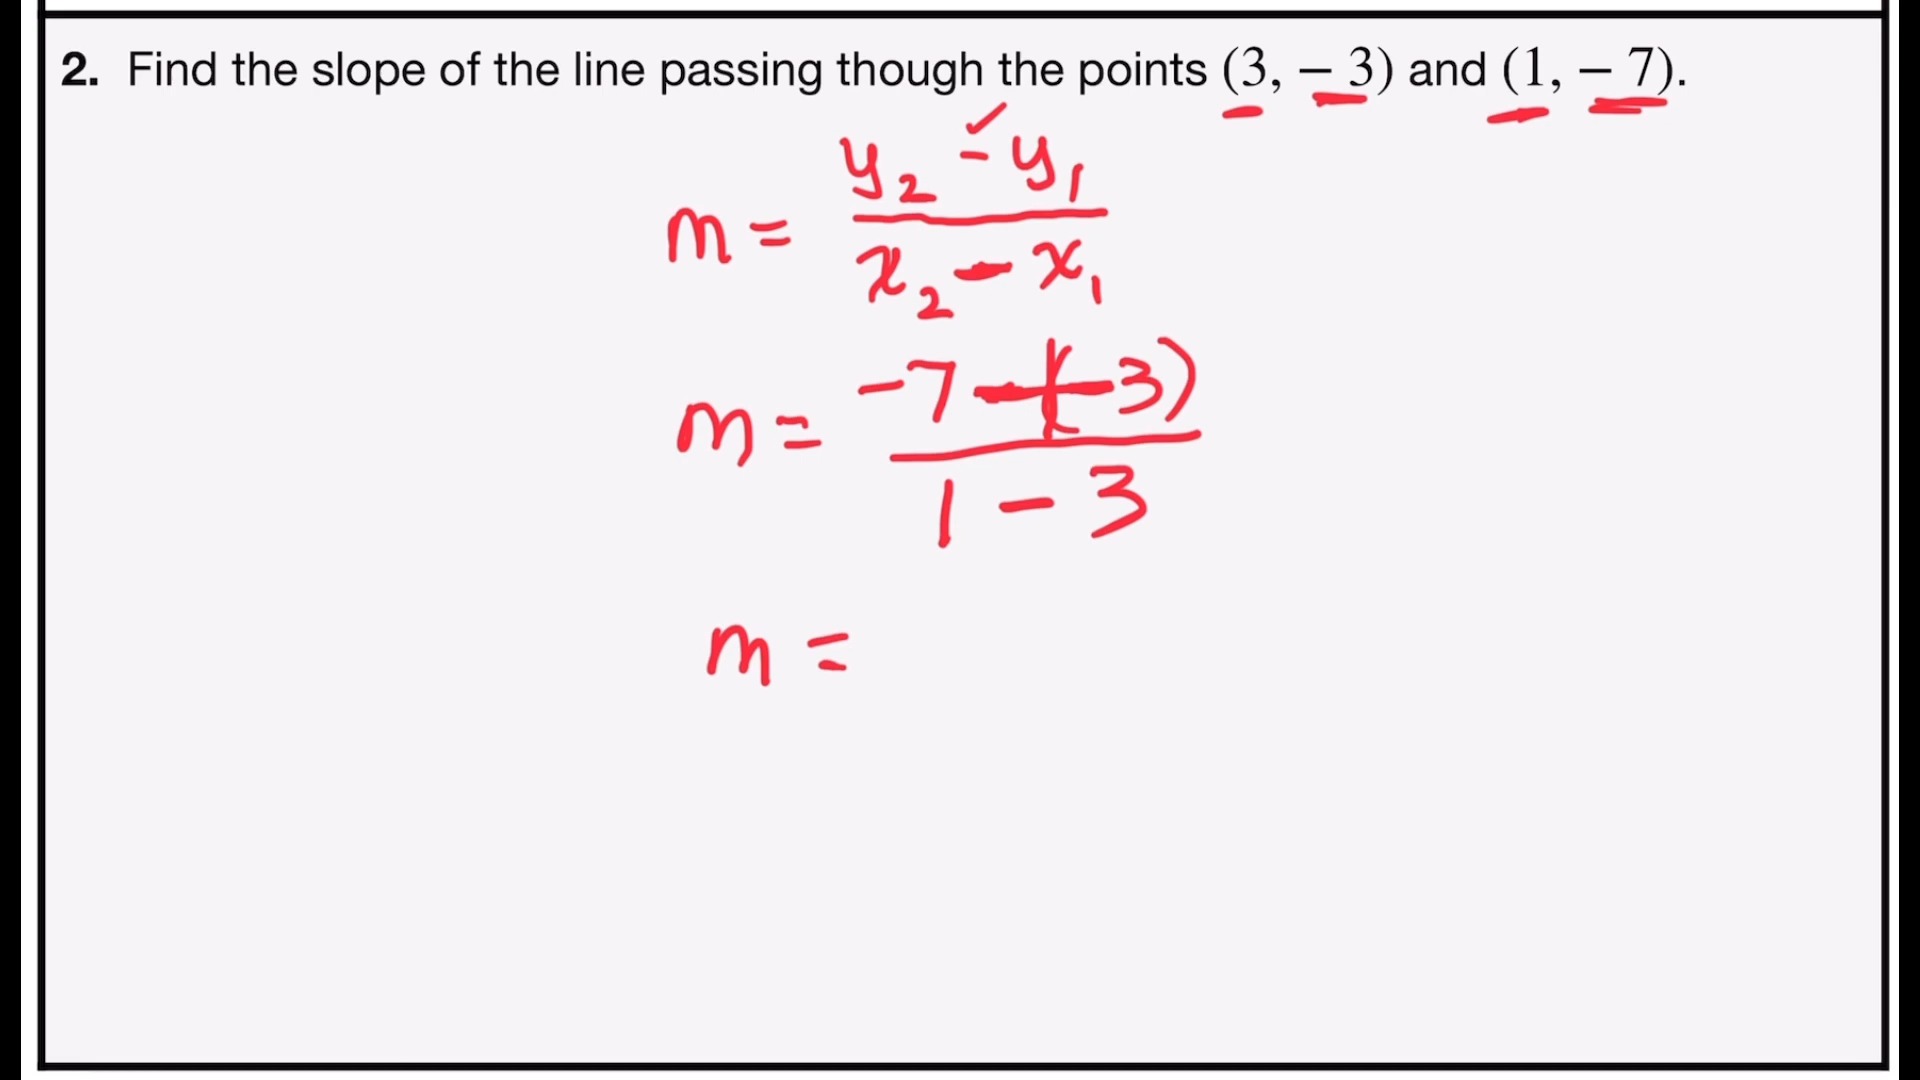 2. Find the slope of the line passing though the points (3, − 3) and (1, − 7).
m = y₂ - y₁ / x₂ - x₁
m = -7 - (-3) / 1 - 3
m =